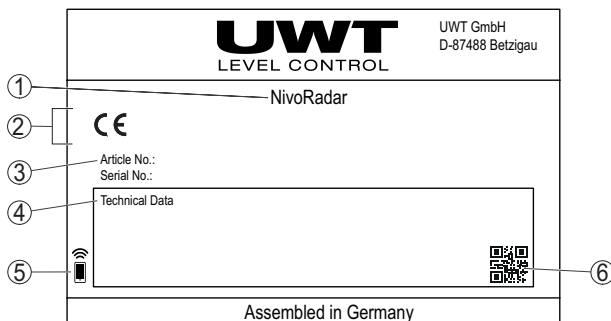 UWT
LEVEL CONTROL
UWT GmbH
D-87488 Betzigau
1
NivoRadar
2
CE
3
Article No.:
Serial No.:
4
Technical Data
5
6
Assembled in Germany